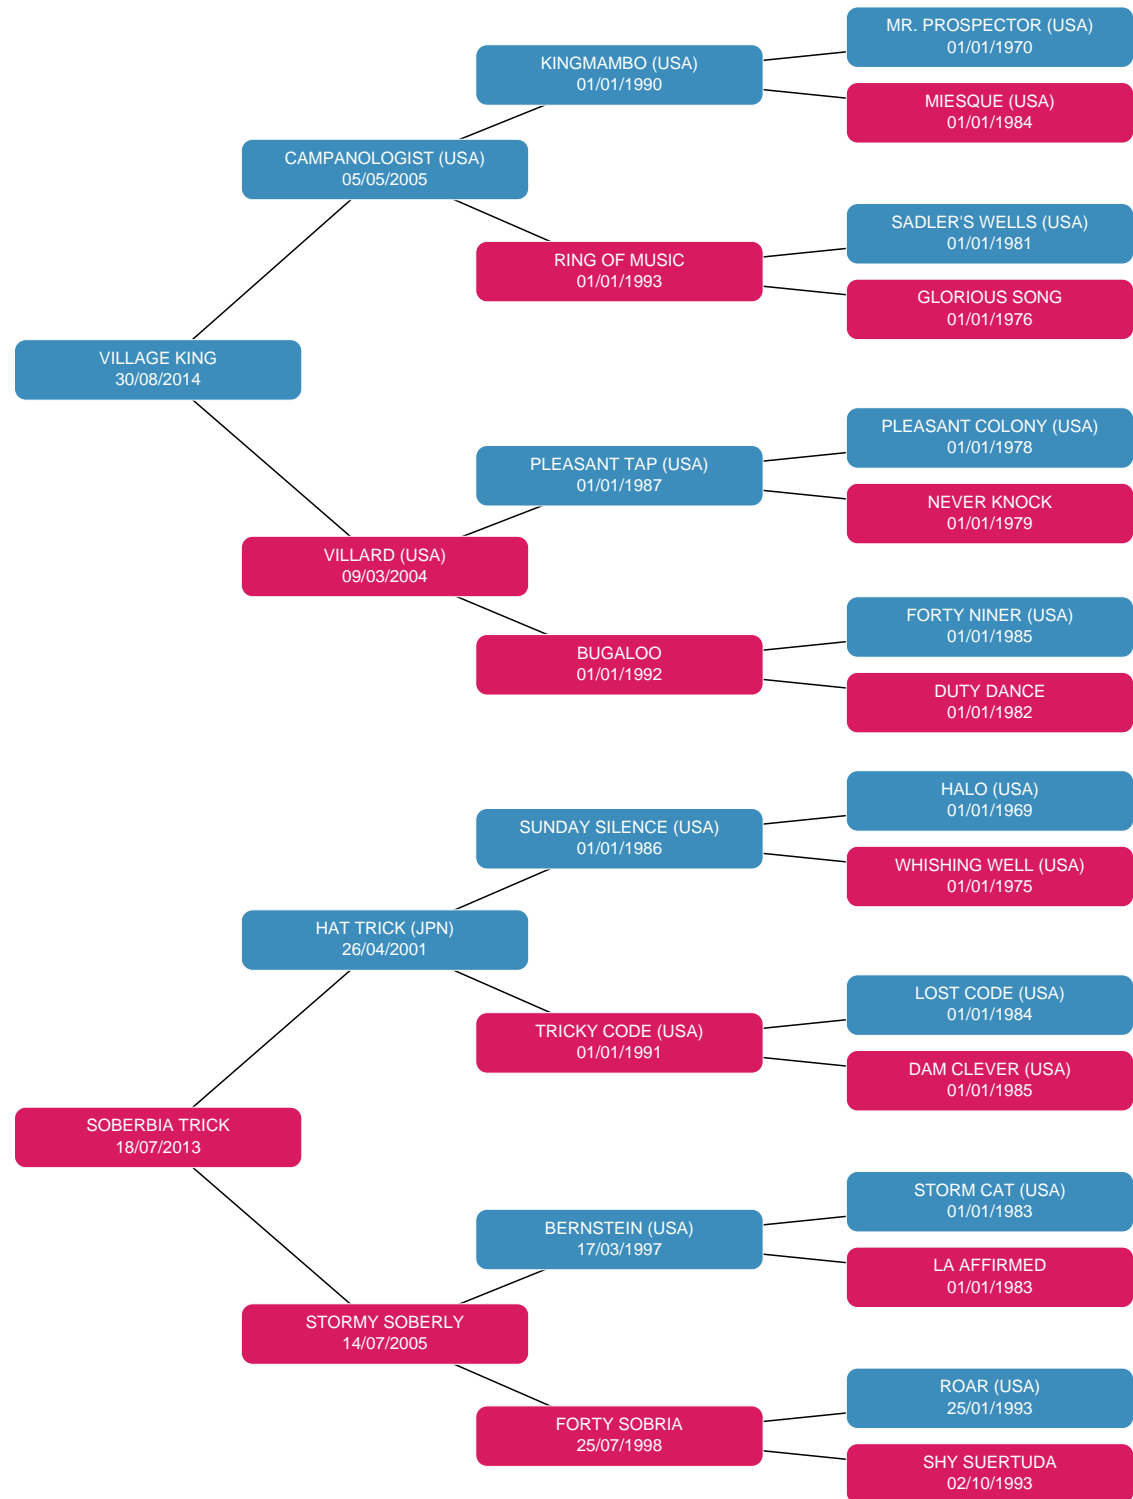 MR. PROSPECTOR (USA)
01/01/1970
KINGMAMBO (USA)
01/01/1990
MIESQUE (USA)
01/01/1984
CAMPANOLOGIST (USA)
05/05/2005
SADLER'S WELLS (USA)
01/01/1981
RING OF MUSIC
01/01/1993
GLORIOUS SONG
01/01/1976
VILLAGE KING
30/08/2014
PLEASANT COLONY (USA)
01/01/1978
PLEASANT TAP (USA)
01/01/1987
NEVER KNOCK
01/01/1979
VILLARD (USA)
09/03/2004
FORTY NINER (USA)
01/01/1985
BUGALOO
01/01/1992
DUTY DANCE
01/01/1982
HALO (USA)
01/01/1969
SUNDAY SILENCE (USA)
01/01/1986
WHISHING WELL (USA)
01/01/1975
HAT TRICK (JPN)
26/04/2001
LOST CODE (USA)
01/01/1984
TRICKY CODE (USA)
01/01/1991
DAM CLEVER (USA)
01/01/1985
SOBERBIA TRICK
18/07/2013
STORM CAT (USA)
01/01/1983
BERNSTEIN (USA)
17/03/1997
LA AFFIRMED
01/01/1983
STORMY SOBERLY
14/07/2005
ROAR (USA)
25/01/1993
FORTY SOBRIA
25/07/1998
SHY SUERTUDA
02/10/1993